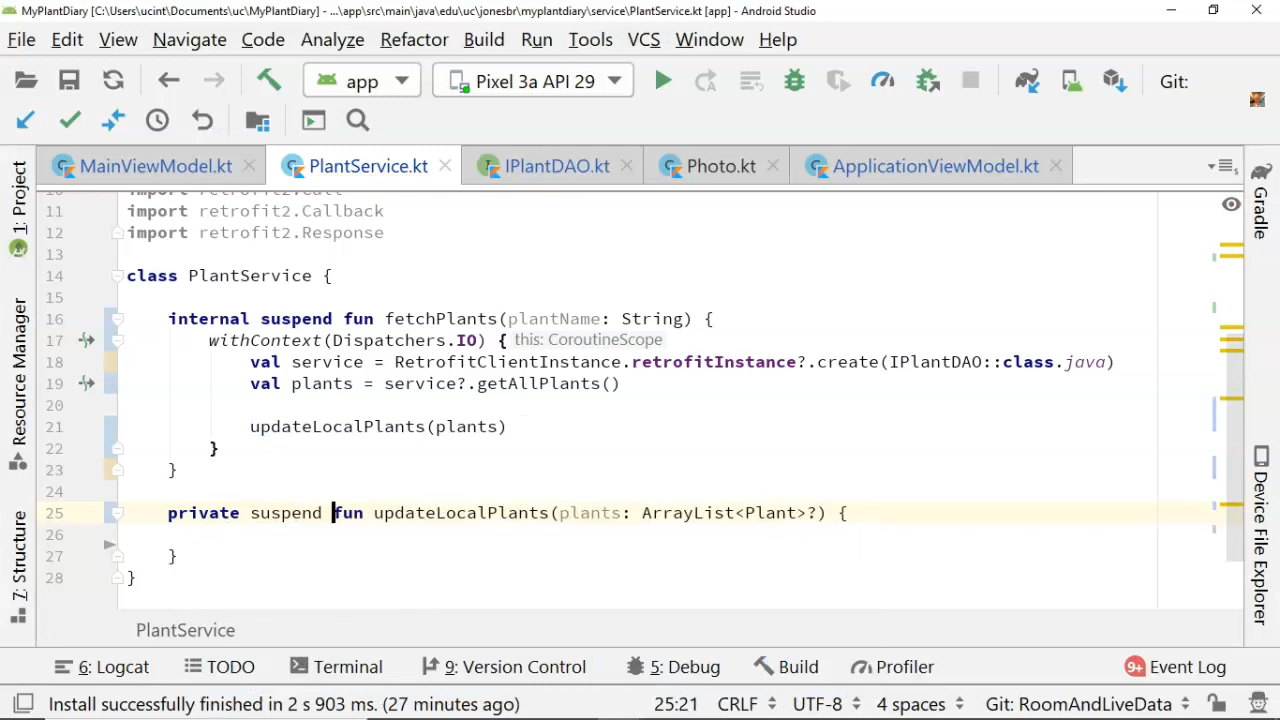 MyPlantDiary [C:\Users\ucint\Documents\uc\MyPlantDiary] - ...\app\src\main\java\edu\uc\jonesbr\myplantdiary\service\PlantService.kt [app] - Android Studio
File Edit View Navigate Code Analyze Refactor Build Run Tools VCS Window Help
app Pixel 3a API 29 Git:
MainViewModel.kt PlantService.kt IPlantDAO.kt Photo.kt ApplicationViewModel.kt
1: Project
Resource Manager
7: Structure
11 import retrofit2.Callback
12 import retrofit2.Response
13
14 class PlantService {
15
16 internal suspend fun fetchPlants(plantName: String) {
17 withContext(Dispatchers.IO) { this: CoroutineScope
18 val service = RetrofitClientInstance.retrofitInstance?.create(IPlantDAO::class.java)
19 val plants = service?.getAllPlants()
20
21 updateLocalPlants(plants)
22 }
23 }
24
25 private suspend fun updateLocalPlants(plants: ArrayList<Plant>?) {
26
27 }
28 }
Gradle
Device File Explorer
PlantService
6: Logcat TODO Terminal 9: Version Control 5: Debug Build Profiler 9+ Event Log
Install successfully finished in 2 s 903 ms. (27 minutes ago) 25:21 CRLF UTF-8 4 spaces Git: RoomAndLiveData